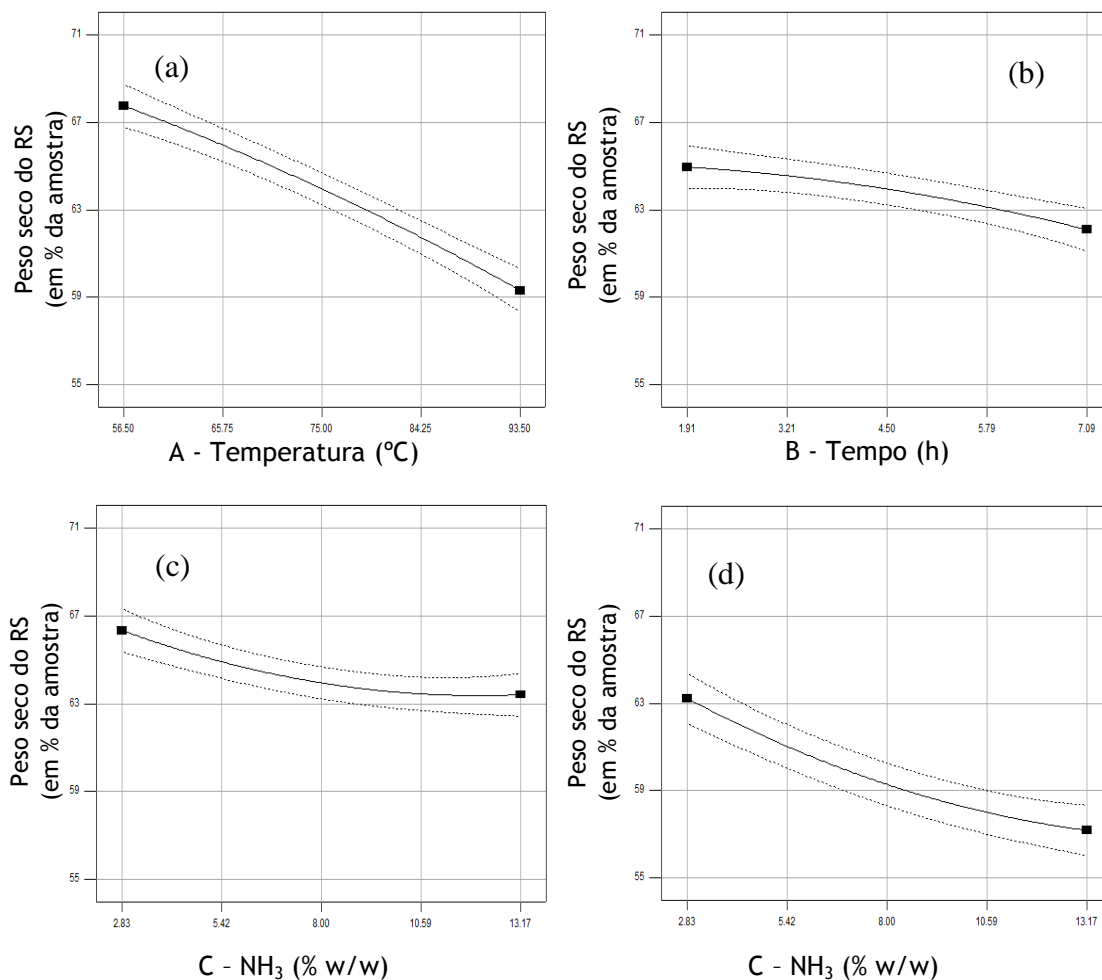 71
67
63
59
55
Peso seco do RS
(em % da amostra)
(a)
56.50 65.75 75.00 84.25 93.50
A - Temperatura (ºC)
71
67
63
59
55
Peso seco do RS
(em % da amostra)
(b)
1.91 3.21 4.50 5.79 7.09
B - Tempo (h)
71
67
63
59
55
Peso seco do RS
(em % da amostra)
(c)
2.83 5.42 8.00 10.59 13.17
C - NH₃ (% w/w)
71
67
63
59
55
Peso seco do RS
(em % da amostra)
(d)
2.83 5.42 8.00 10.59 13.17
C - NH₃ (% w/w)